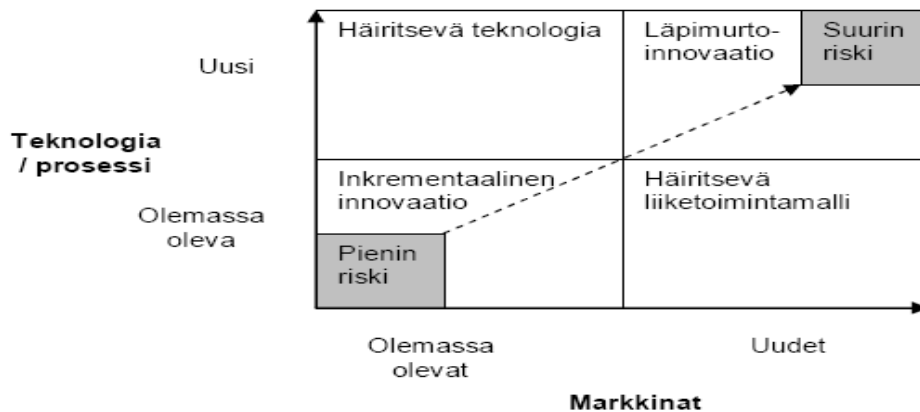 Häiritsevä teknologia
Läpimurto-
innovaatio
Suurin
riski
Uusi
Teknologia
/ prosessi
Inkrementaalinen
innovaatio
Häiritsevä
liiketoimintamalli
Olemassa
oleva
Pienin
riski
Olemassa
olevat
Uudet
Markkinat